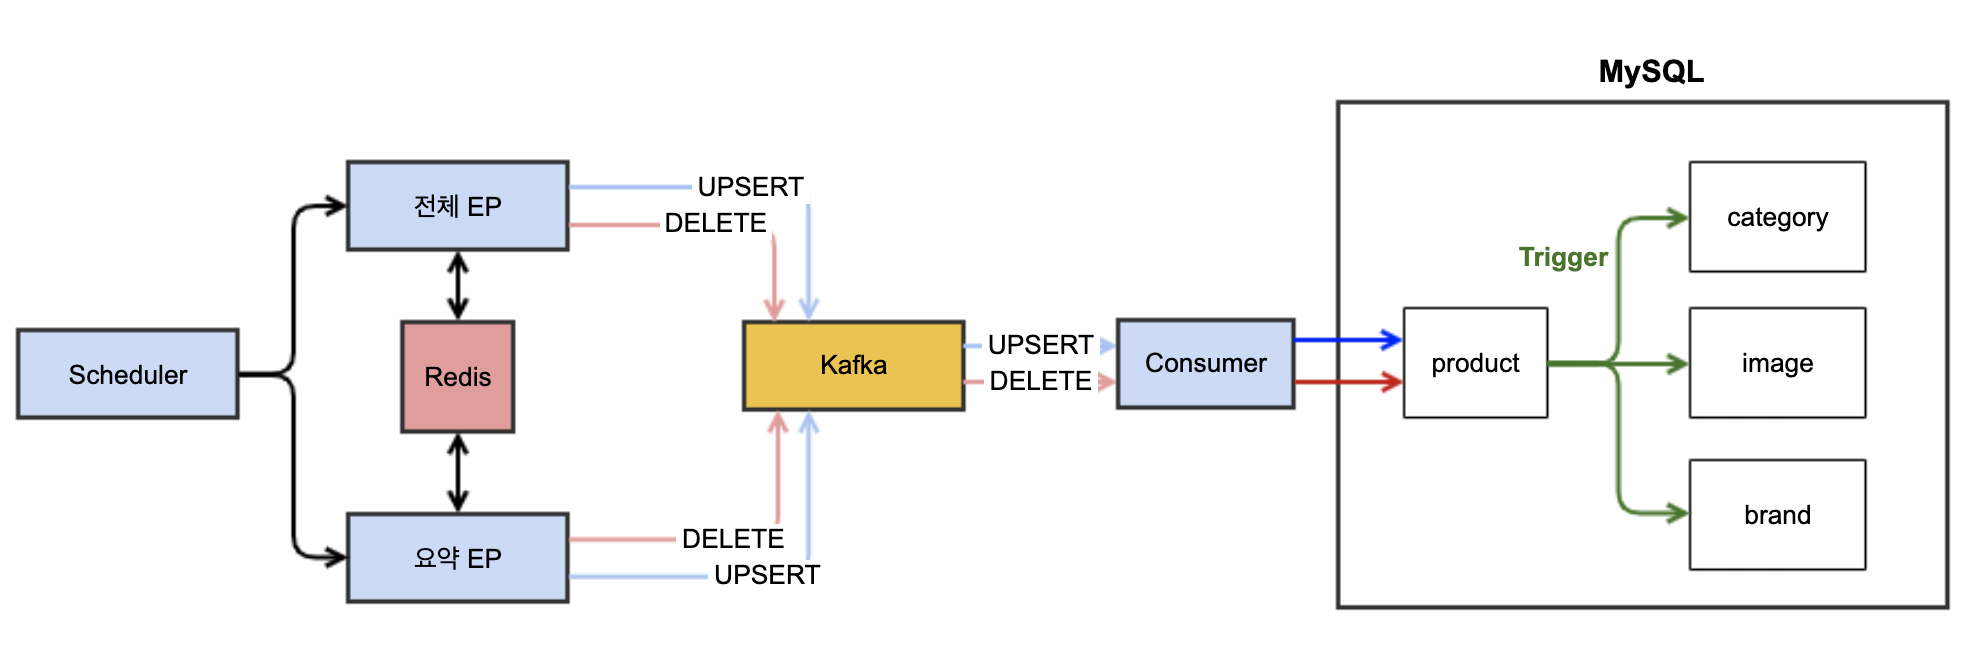 MySQL
전체 EP
UPSERT
DELETE
category
Trigger
Scheduler
Redis
Kafka
UPSERT
DELETE
Consumer
product
image
요약 EP
DELETE
UPSERT
brand